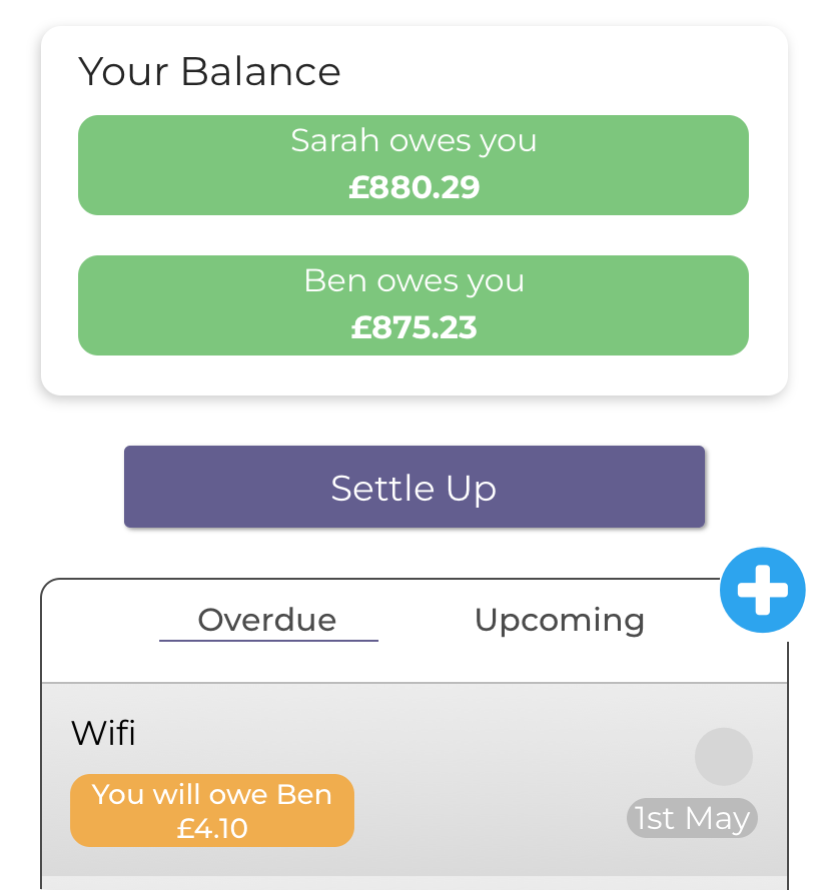 Your Balance
Sarah owes you
£880.29
Ben owes you
£875.23
Settle Up
Overdue
Upcoming
Wifi
You will owe Ben
£4.10
1st May